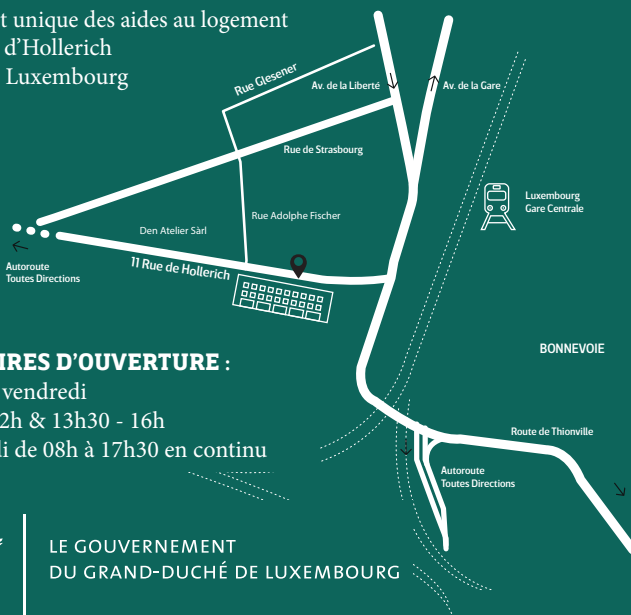 unique des aides au logement
d’Hollerich
Luxembourg
Rue Glesener
Av. de la Liberté
Av. de la Gare
Rue de Strasbourg
Luxembourg
Gare Centrale
Rue Adolphe Fischer
Den Atelier Sàrl
11 Rue de Hollerich
Autoroute
Toutes Directions
BONNEVOIE
IRES D’OUVERTURE :
vendredi
2h & 13h30 - 16h
di de 08h à 17h30 en continu
Route de Thionville
Autoroute
Toutes Directions
LE GOUVERNEMENT
DU GRAND-DUCHÉ DE LUXEMBOURG